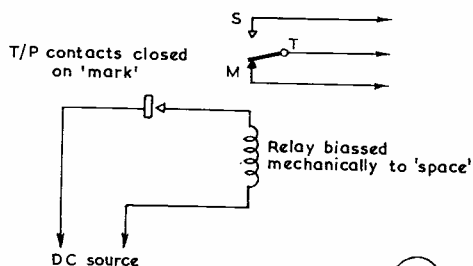 S
T/P contacts closed
on 'mark'
T
M
Relay biassed
mechanically to 'space'
DC source